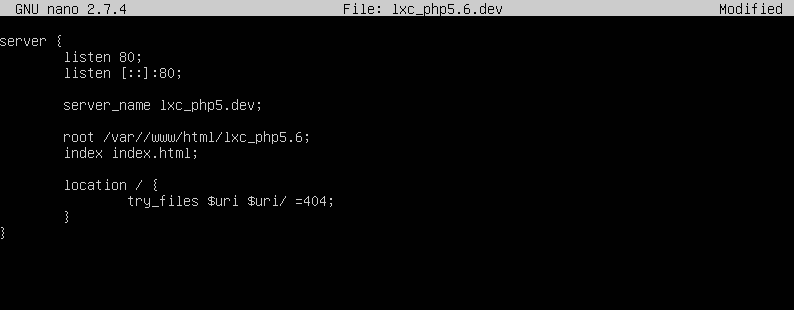 GNU nano 2.7.4 File: lxc_php5.6.dev Modified
server {
listen 80;
listen [::]:80;
server_name lxc_php5.dev;
root /var//www/html/lxc_php5.6;
index index.html;
location / {
try_files $uri $uri/ =404;
}
}